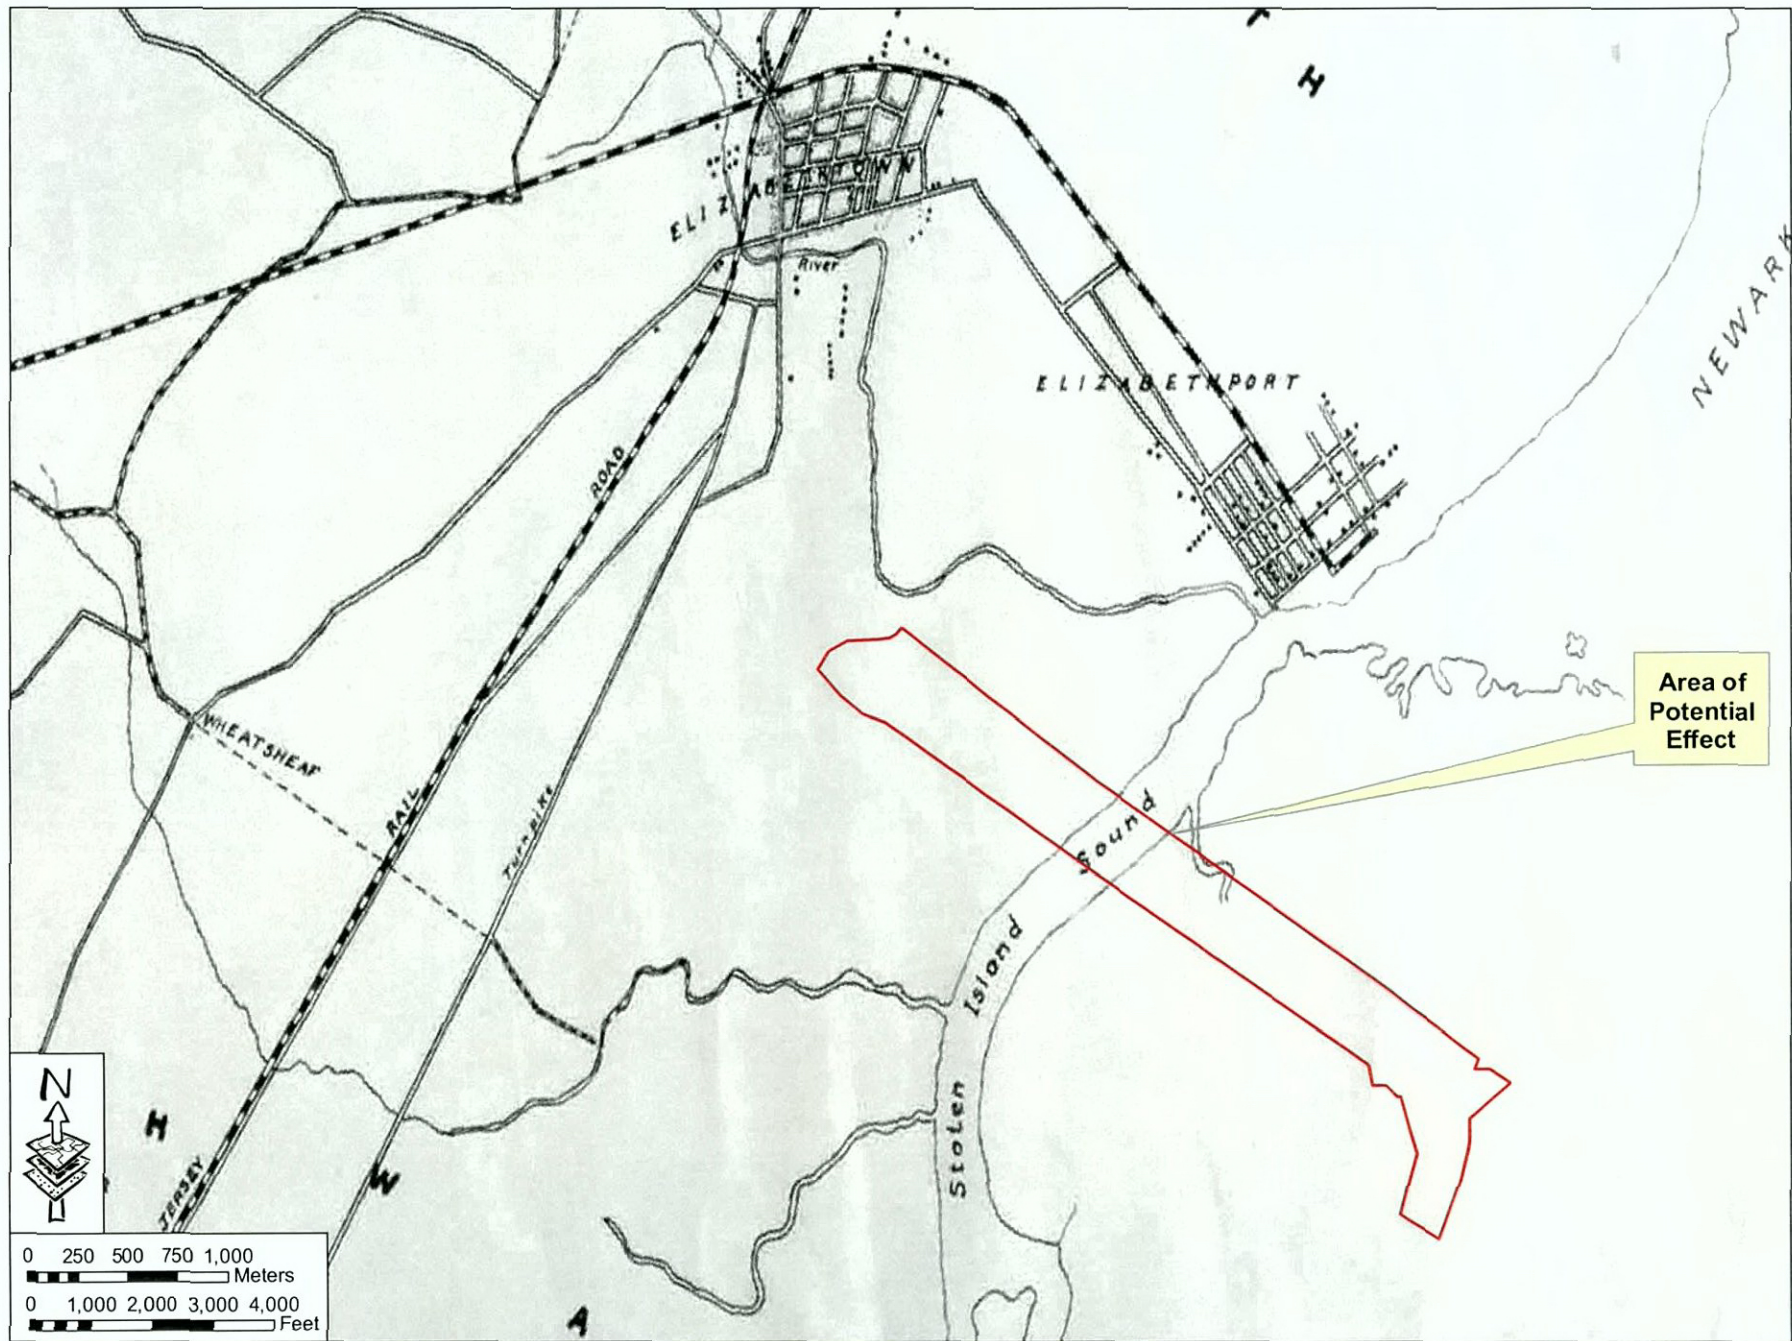 H
ELIZABETHTOWN
River
NEWARK
ELIZABETHPORT
ROAD
Area of
Potential
Effect
WHEATSHEAF
RAIL
Turnpike
Sound
Island
Stolen
N
H
JERSEY
W
A
0 250 500 750 1,000
Meters
0 1,000 2,000 3,000 4,000
Feet